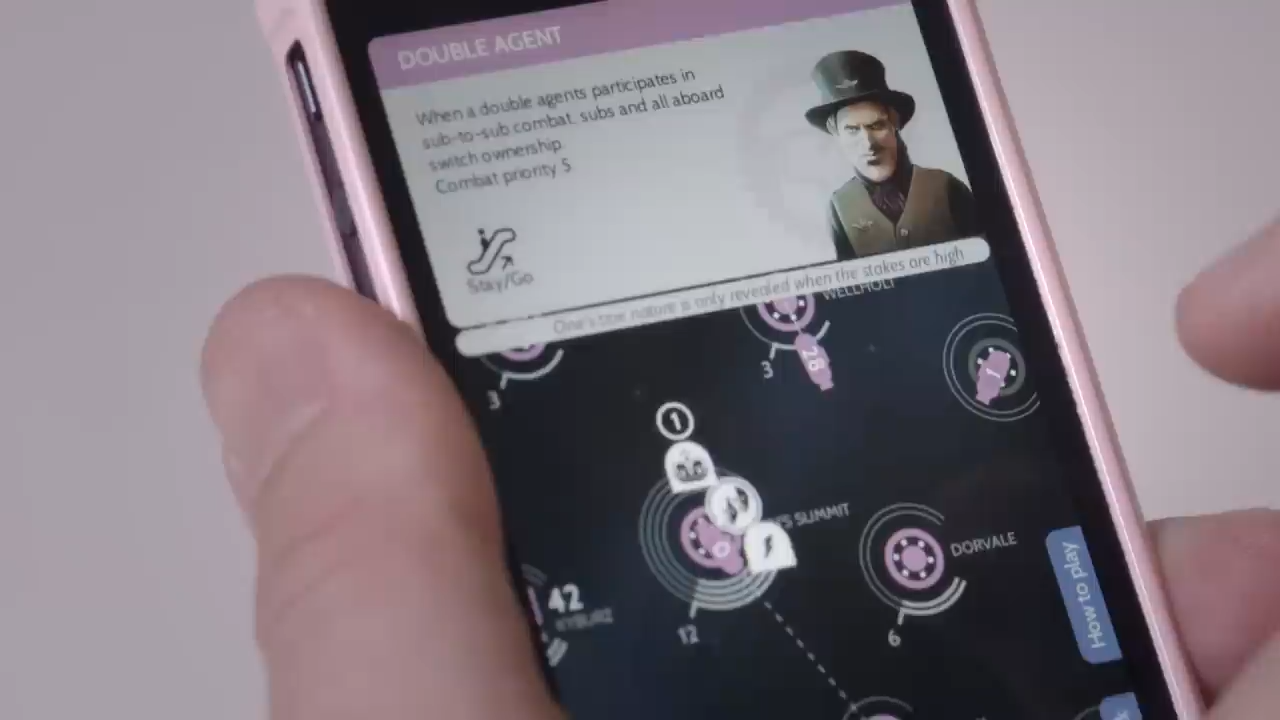 DOUBLE AGENT
When a double agents participates in
sub-to-sub combat, subs and all aboard
switch ownership.
Combat priority 5
Stay/Go
One's true nature is only revealed when the stakes are high
WELLHOLT
3
28
3
1
1
SUMMIT
0
DORVALE
12
6
42
How to play